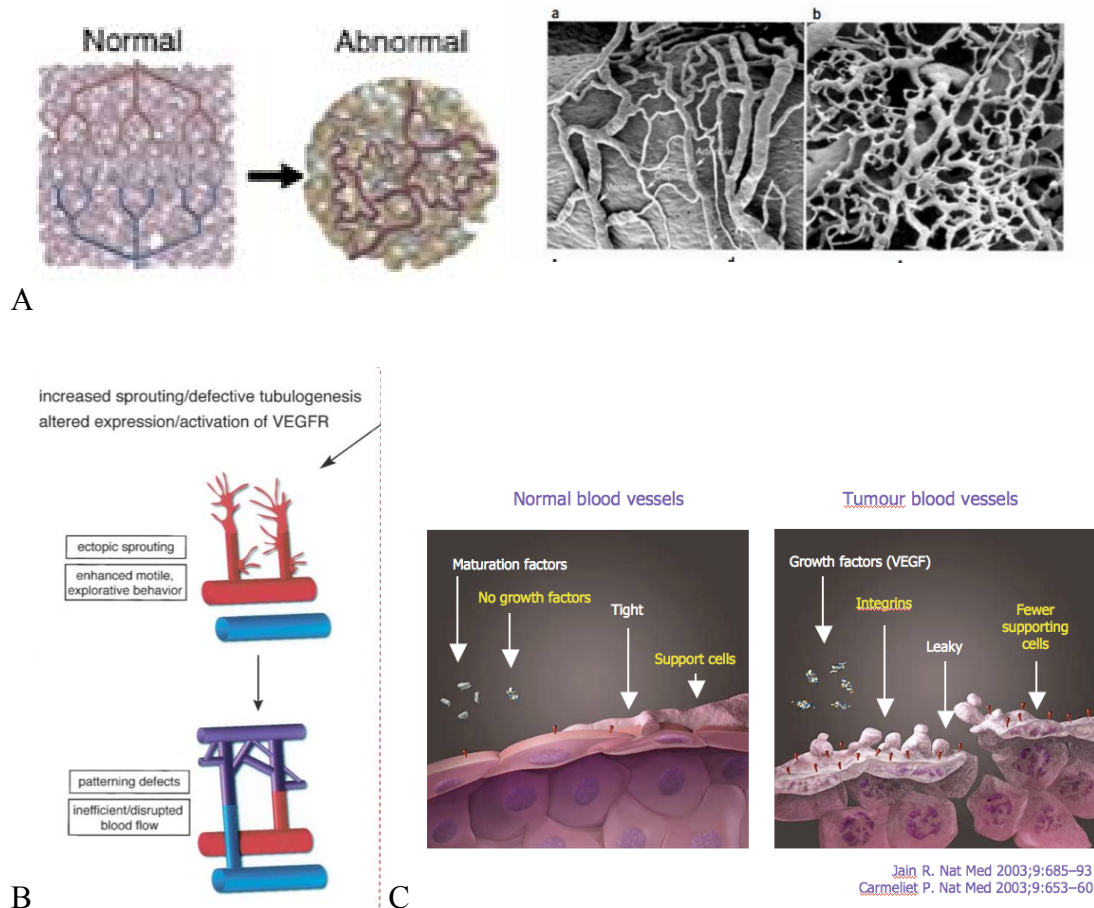 Normal
Abnormal
a
b
Venule
Capillary
Arteriole
d
A
increased sprouting/defective tubulogenesis
altered expression/activation of VEGFR
ectopic sprouting
enhanced motile,
explorative behavior
patterning defects
inefficient/disrupted
blood flow
B
Normal blood vessels
Maturation factors
No growth factors
Tight
Support cells
Tumour blood vessels
Growth factors (VEGF)
Integrins
Leaky
Fewer
supporting
cells
Jain R. Nat Med 2003;9:685–93
Carmeliet P. Nat Med 2003;9:653–60
C